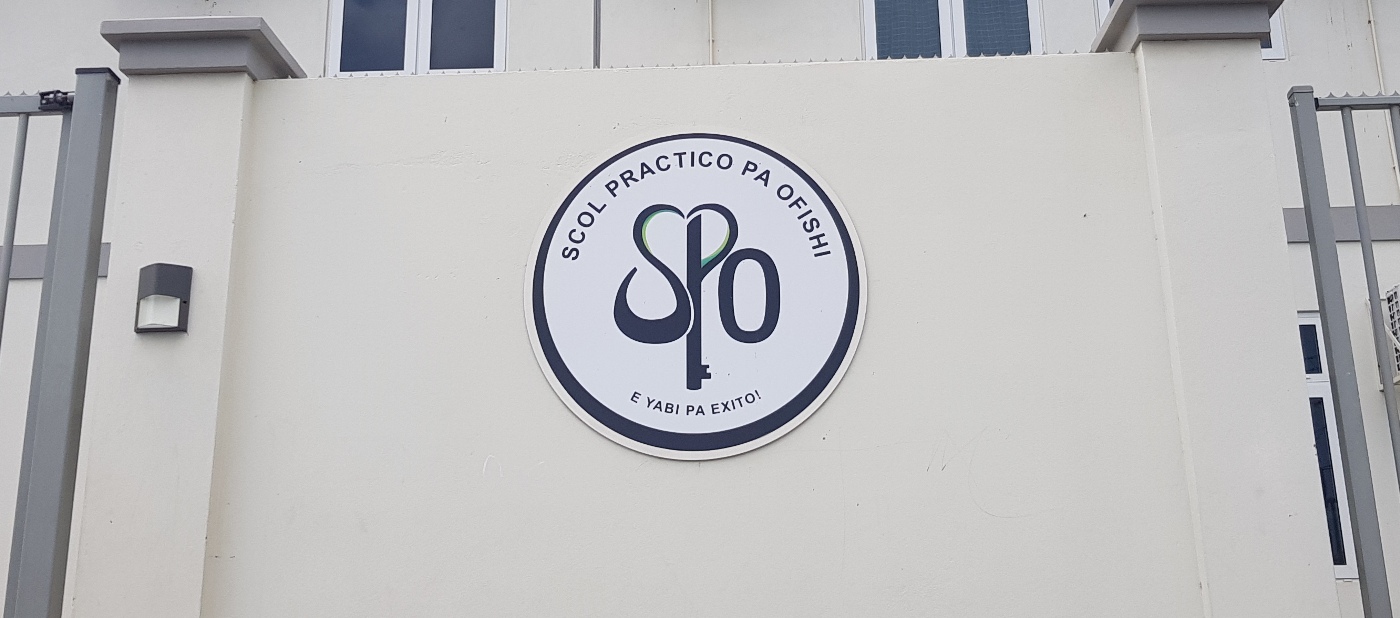 SCOL PRACTICO PA OFISHI
SPO
E YABI PA EXITO!